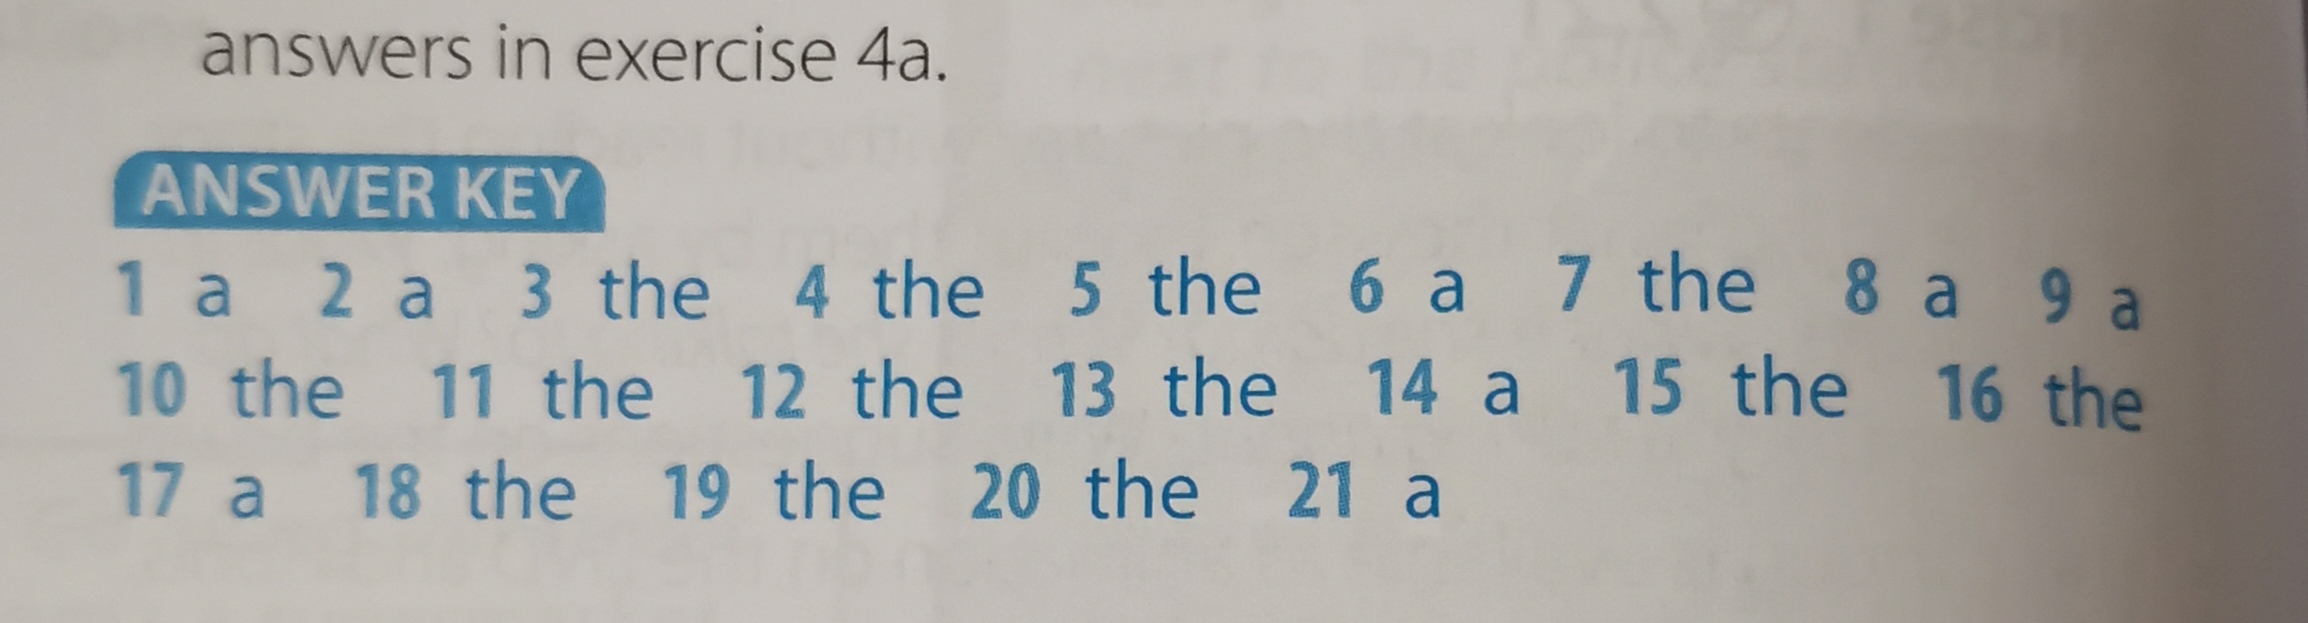 answers in exercise 4a.
ANSWER KEY
1 a 2 a 3 the 4 the 5 the 6 a 7 the 8 a 9 a
10 the 11 the 12 the 13 the 14 a 15 the 16 the
17 a 18 the 19 the 20 the 21 a